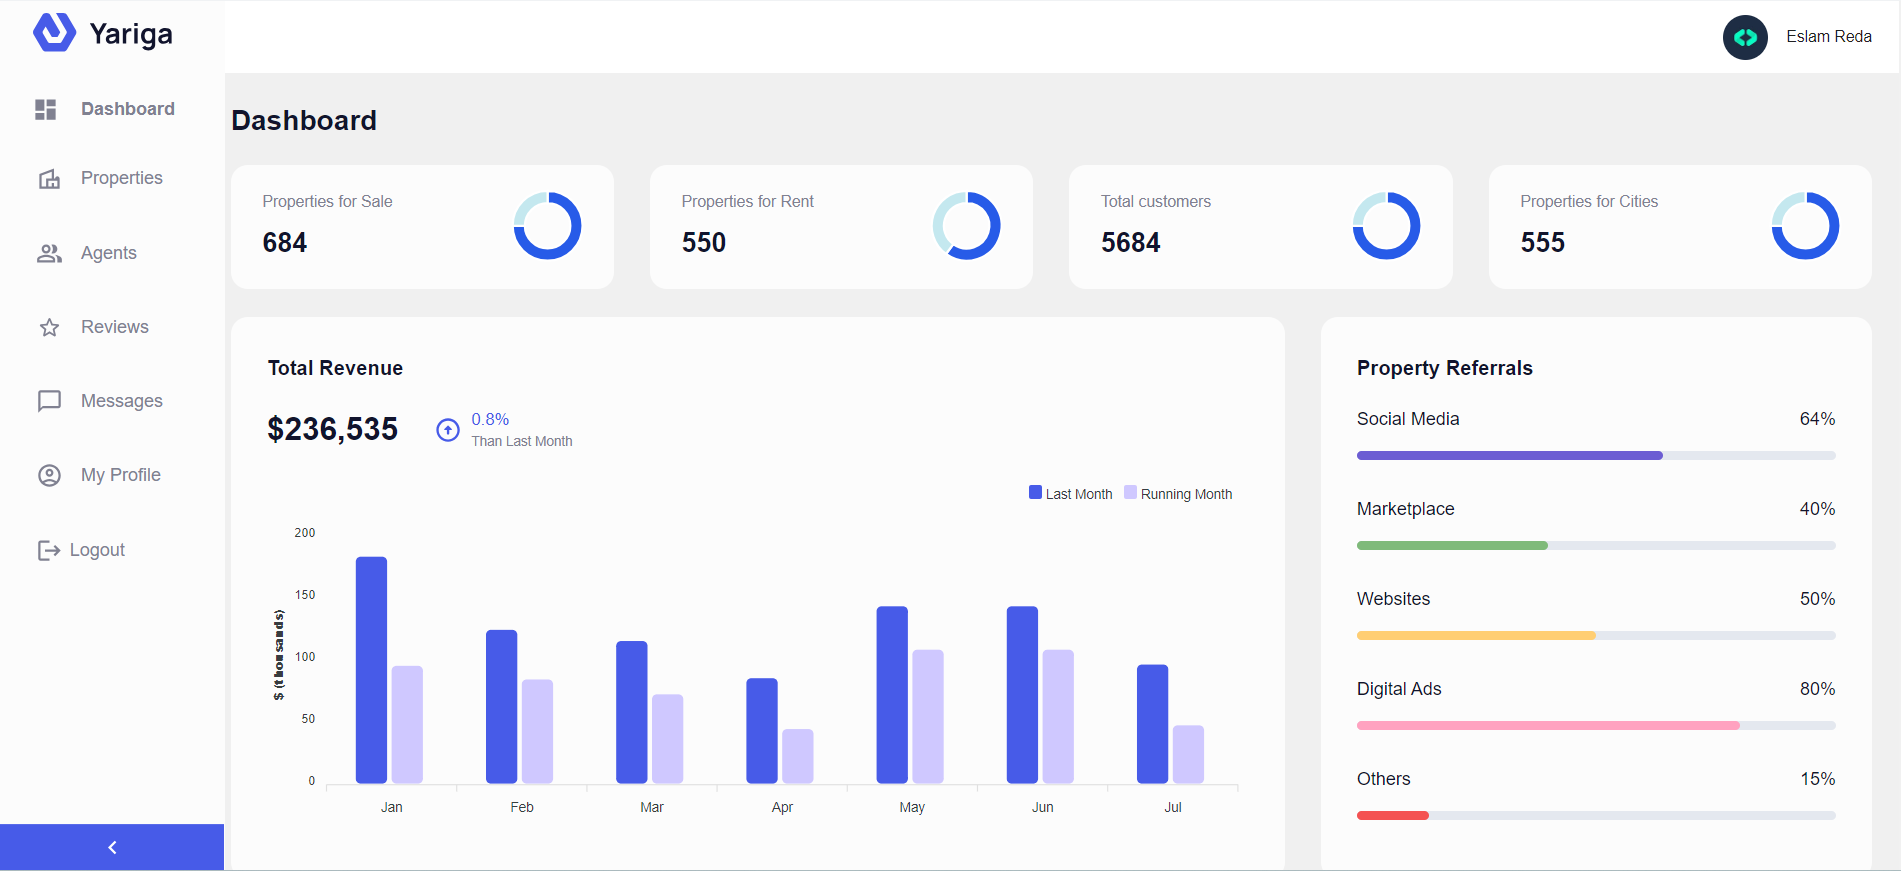 Yariga
Eslam Reda
Dashboard
Properties
Agents
Reviews
Messages
My Profile
Logout
Dashboard
Properties for Sale
684
Properties for Rent
550
Total customers
5684
Properties for Cities
555
Total Revenue
$236,535
0.8%
Than Last Month
Last Month
Running Month
200
150
100
50
0
$ (thousands)
Jan
Feb
Mar
Apr
May
Jun
Jul
Property Referrals
Social Media 64%
Marketplace 40%
Websites 50%
Digital Ads 80%
Others 15%